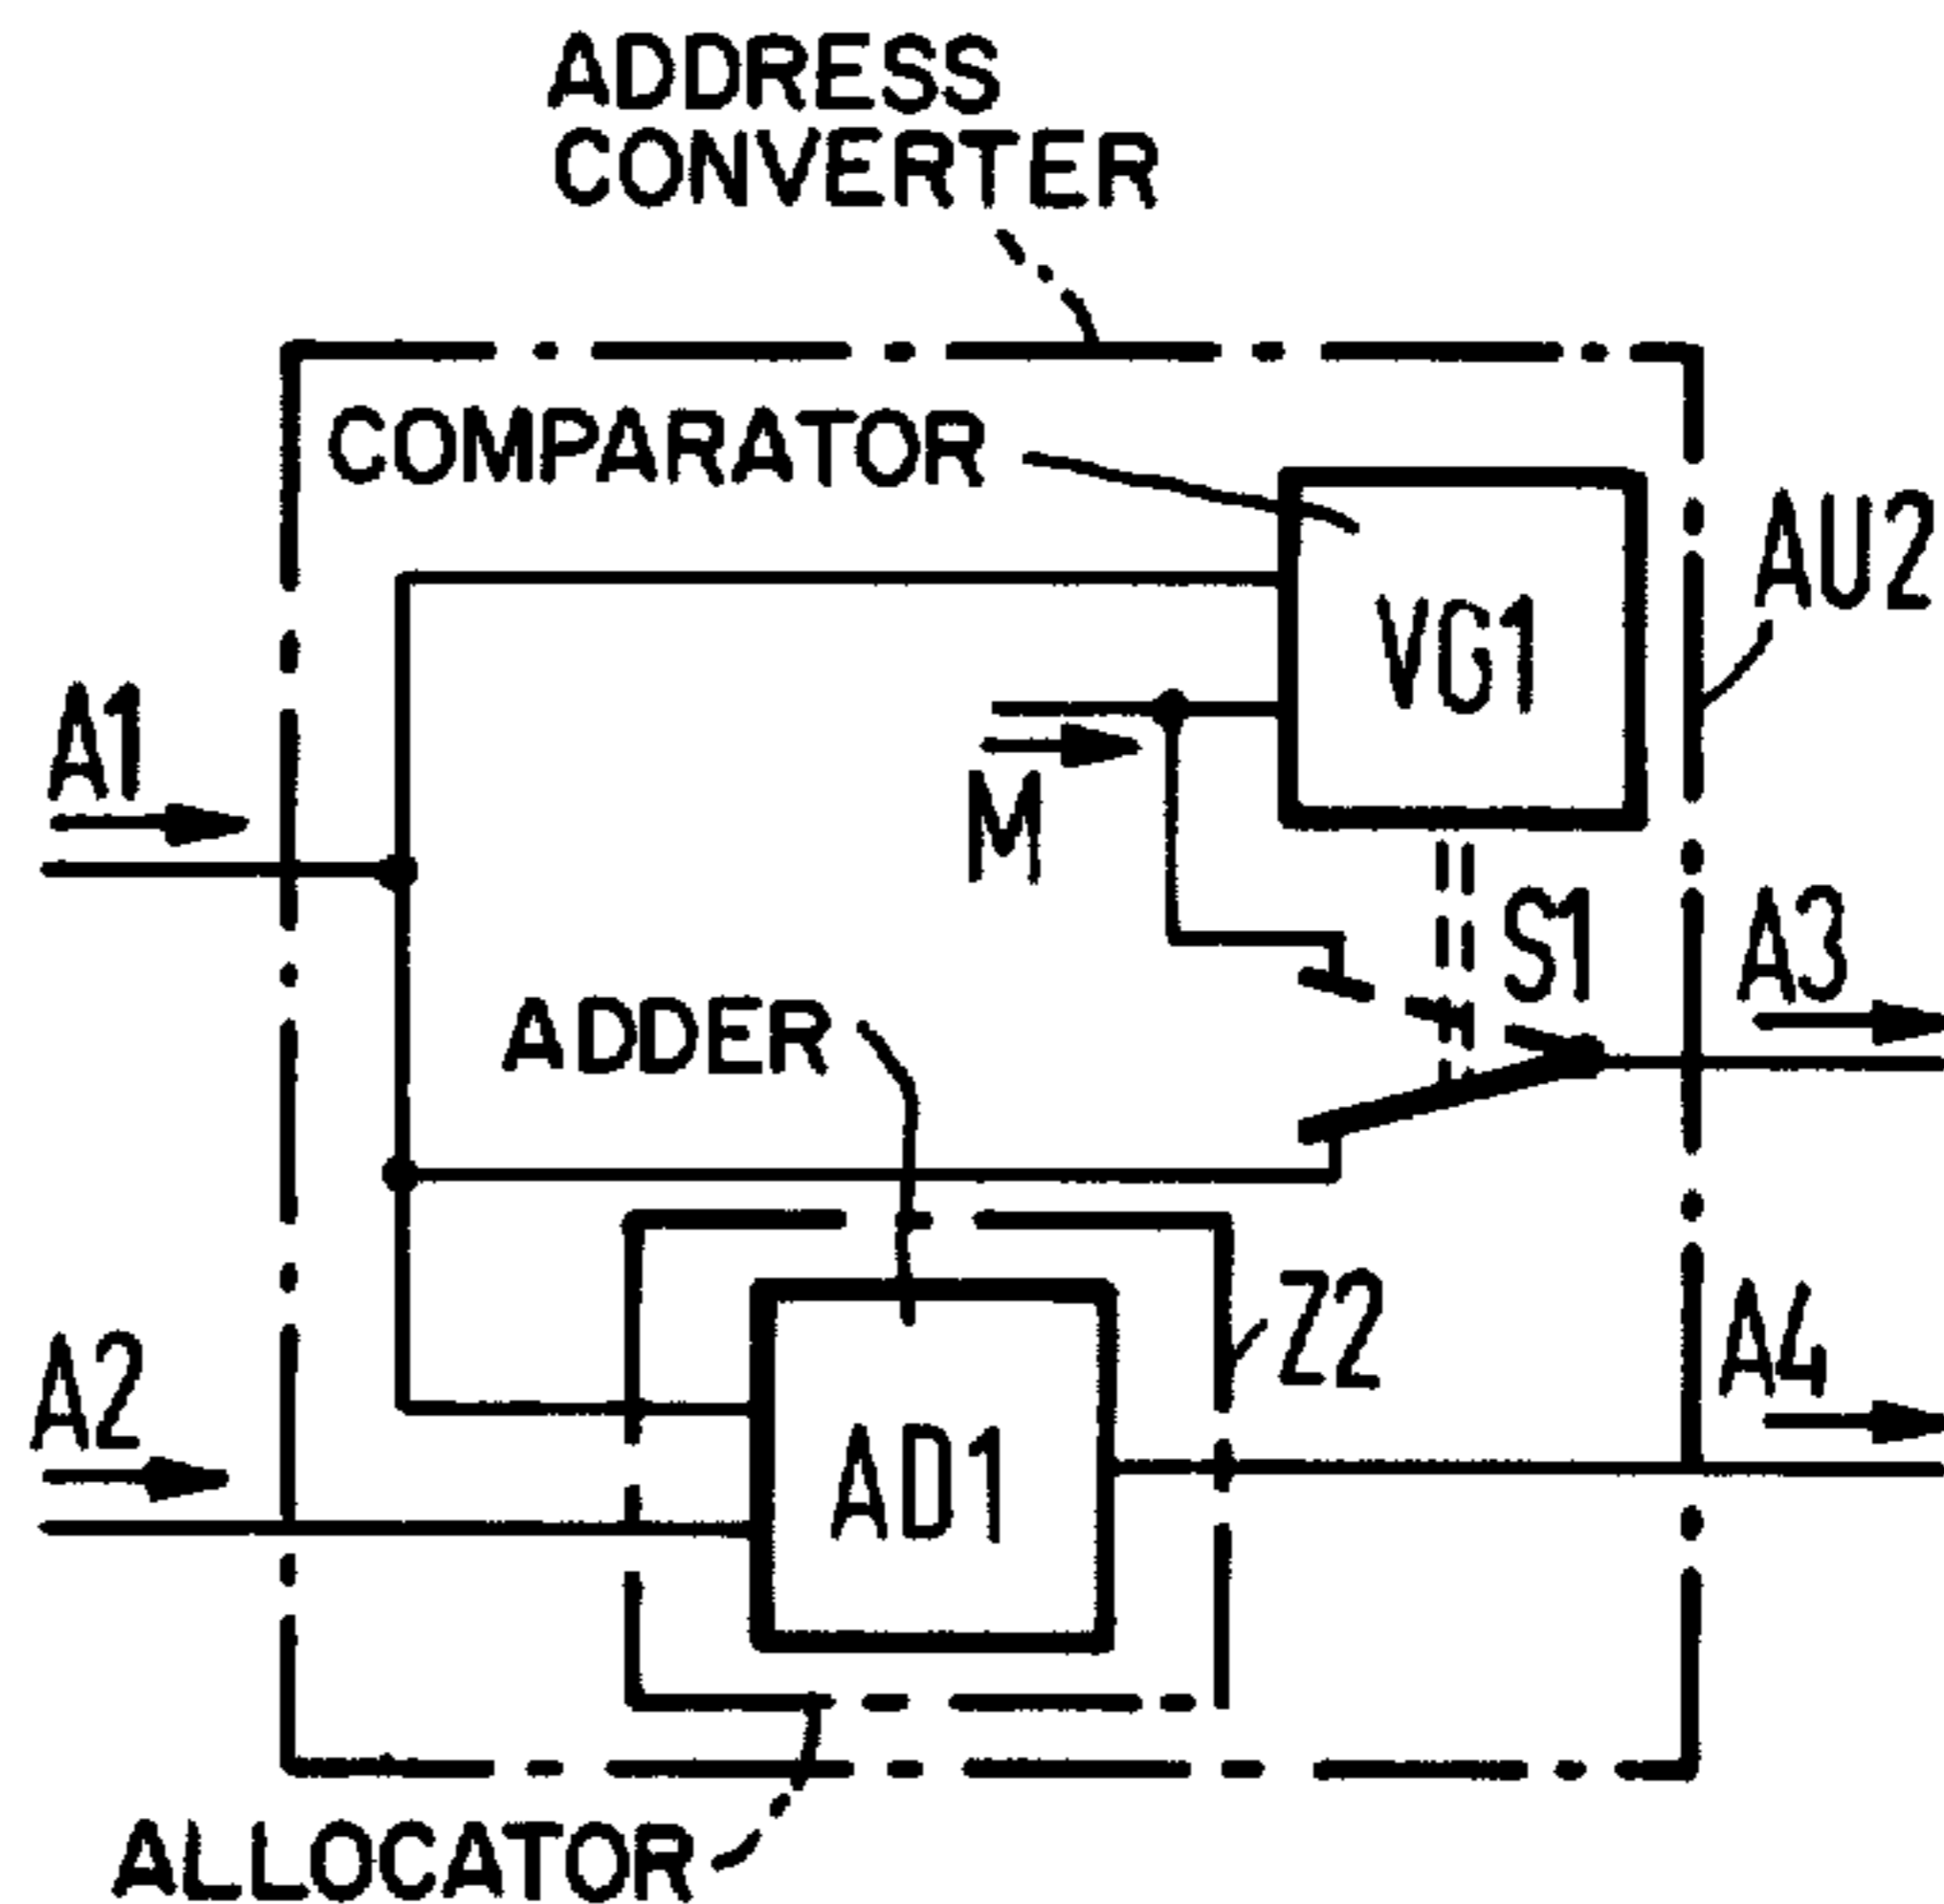 ADDRESS
CONVERTER
COMPARATOR
AU2
VG1
A1
M
S1
A3
ADDER
Z2
A4
A2
AD1
ALLOCATOR